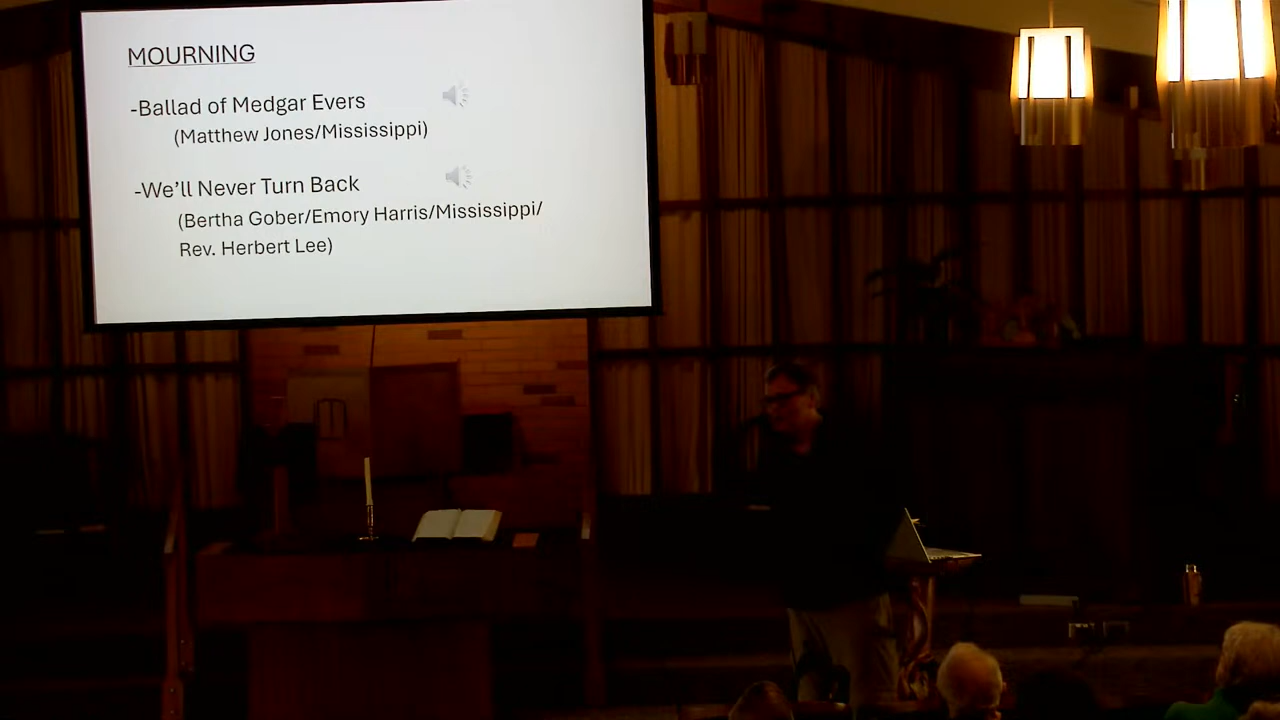 MOURNING
-Ballad of Medgar Evers
(Matthew Jones/Mississippi)
-We'll Never Turn Back
(Bertha Gober/Emory Harris/Mississippi/
Rev. Herbert Lee)